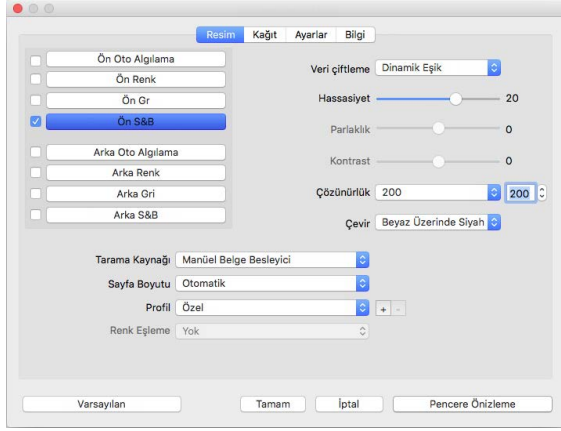 Resim Kağıt Ayarlar Bilgi
Ön Oto Algılama
Ön Renk
Ön Gr
Ön S&B
Arka Oto Algılama
Arka Renk
Arka Gri
Arka S&B
Veri çiftleme Dinamik Eşik
Hassasiyet 20
Parlaklık 0
Kontrast 0
Çözünürlük 200 200
Çevir Beyaz Üzerinde Siyah
Tarama Kaynağı Manüel Belge Besleyici
Sayfa Boyutu Otomatik
Profil Özel + -
Renk Eşleme Yok
Varsayılan Tamam İptal Pencere Önizleme